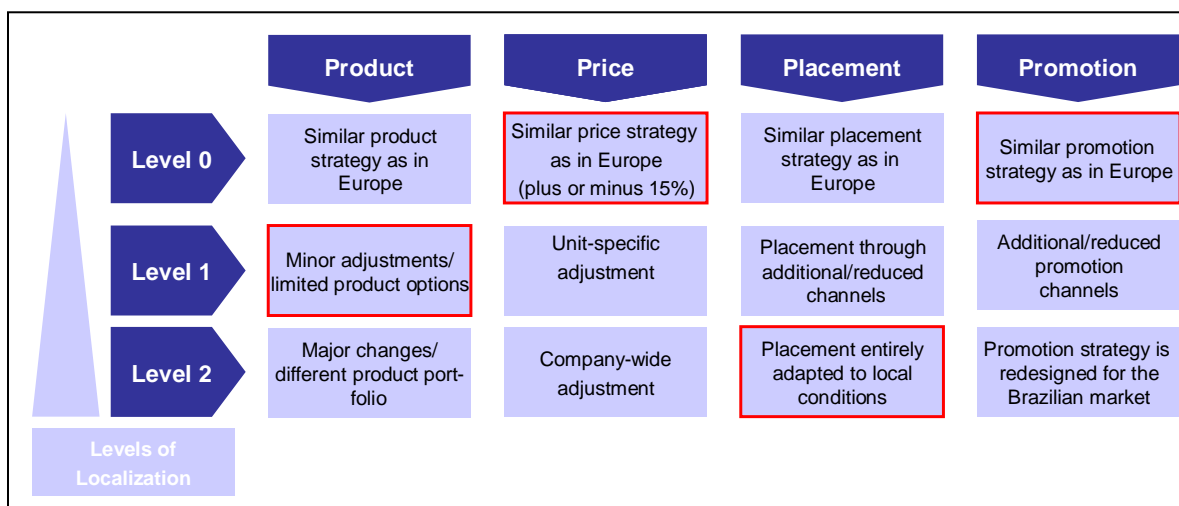 Product
Price
Placement
Promotion
Level 0
Similar product
strategy as in
Europe
Similar price strategy
as in Europe
(plus or minus 15%)
Similar placement
strategy as in
Europe
Similar promotion
strategy as in Europe
Level 1
Minor adjustments/
limited product options
Unit-specific
adjustment
Placement through
additional/reduced
channels
Additional/reduced
promotion
channels
Level 2
Major changes/
different product port-
folio
Company-wide
adjustment
Placement entirely
adapted to local
conditions
Promotion strategy is
redesigned for the
Brazilian market
Levels of
Localization